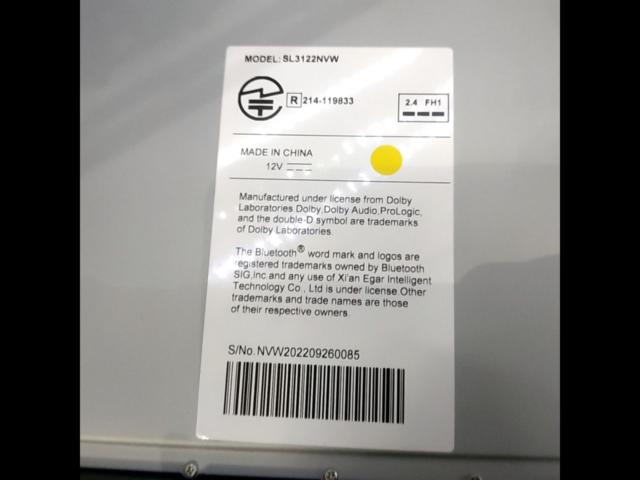 MODEL: SL3122NVW
R 214-119833
2.4 FH1
MADE IN CHINA
12V
Manufactured under license from Dolby
Laboratories.Dolby,Dolby Audio,ProLogic,
and the double-D symbol are trademarks
of Dolby Laboratories.
The Bluetooth® word mark and logos are
registered trademarks owned by Bluetooth
SIG,Inc.and any use of Xi'an Egar Intelligent
Technology Co., Ltd is under license.Other
trademarks and trade names are those
of their respective owners.
S/No.NVW202209260085